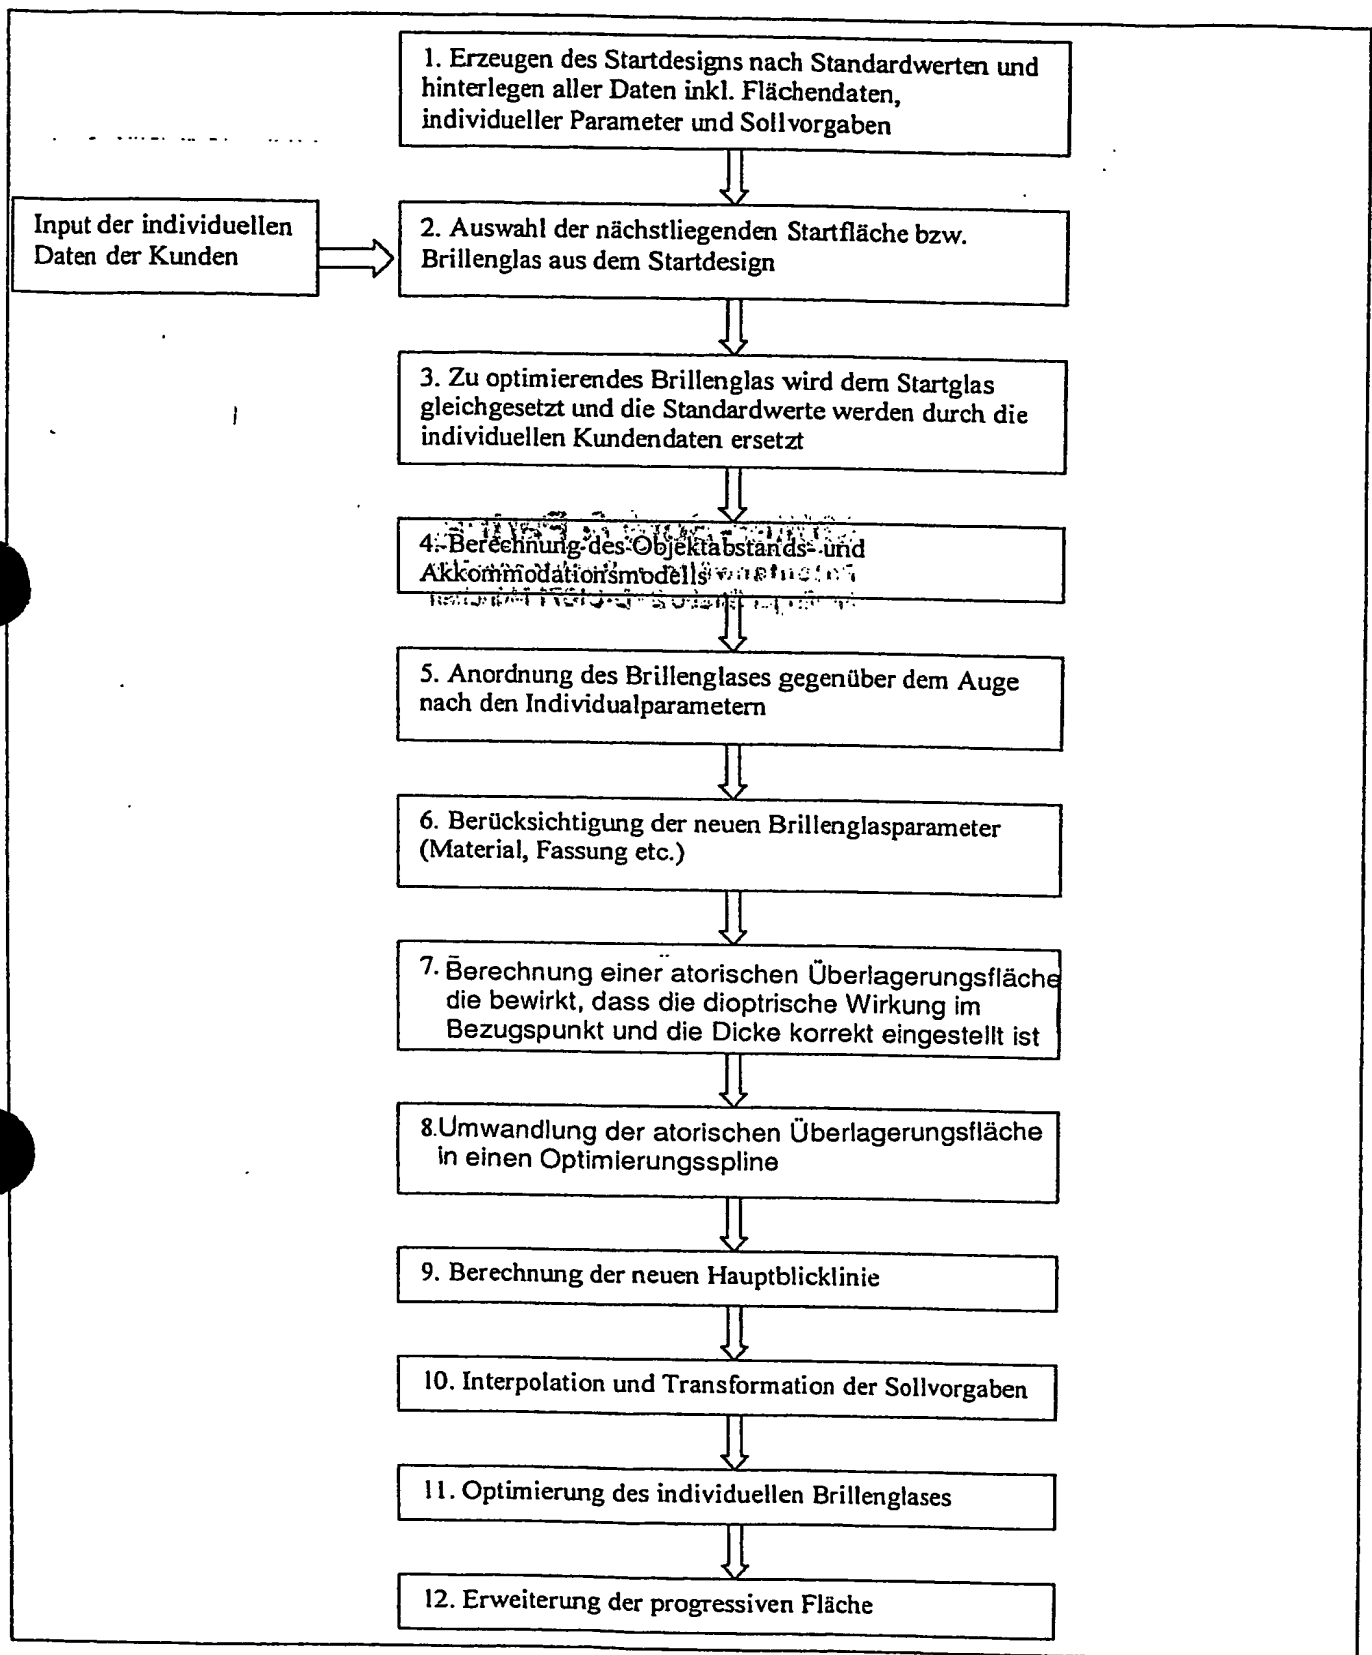 1. Erzeugen des Startdesigns nach Standardwerten und
hinterlegen aller Daten inkl. Flächendaten,
individueller Parameter und Sollvorgaben
Input der individuellen
Daten der Kunden
2. Auswahl der nächstliegenden Startfläche bzw.
Brillenglas aus dem Startdesign
3. Zu optimierendes Brillenglas wird dem Startglas
gleichgesetzt und die Standardwerte werden durch die
individuellen Kundendaten ersetzt
4. Berechnung des Objektabstands- und
Akkommodationsmodells
5. Anordnung des Brillenglases gegenüber dem Auge
nach den Individualparametern
6. Berücksichtigung der neuen Brillenglasparameter
(Material, Fassung etc.)
7. Berechnung einer atorischen Überlagerungsfläche
die bewirkt, dass die dioptrische Wirkung im
Bezugspunkt und die Dicke korrekt eingestellt ist
8.Umwandlung der atorischen Überlagerungsfläche
in einen Optimierungsspline
9. Berechnung der neuen Hauptblicklinie
10. Interpolation und Transformation der Sollvorgaben
11. Optimierung des individuellen Brillenglases
12. Erweiterung der progressiven Fläche